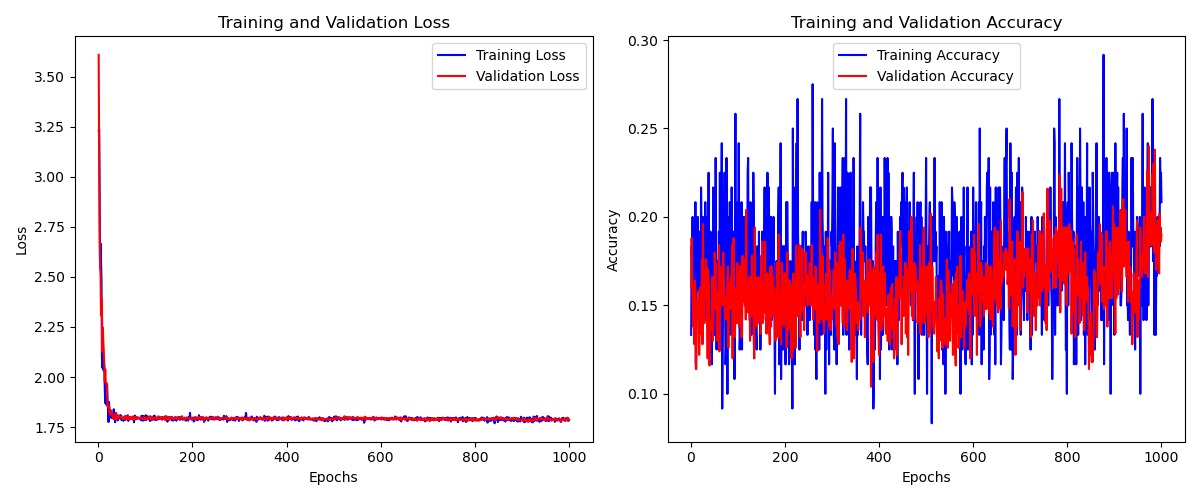 Training and Validation Loss
Training Loss
Validation Loss
3.50
3.25
3.00
2.75
2.50
2.25
2.00
1.75
Loss
0
200
400
600
800
1000
Epochs
Training and Validation Accuracy
Training Accuracy
Validation Accuracy
0.30
0.25
0.20
0.15
0.10
Accuracy
0
200
400
600
800
1000
Epochs